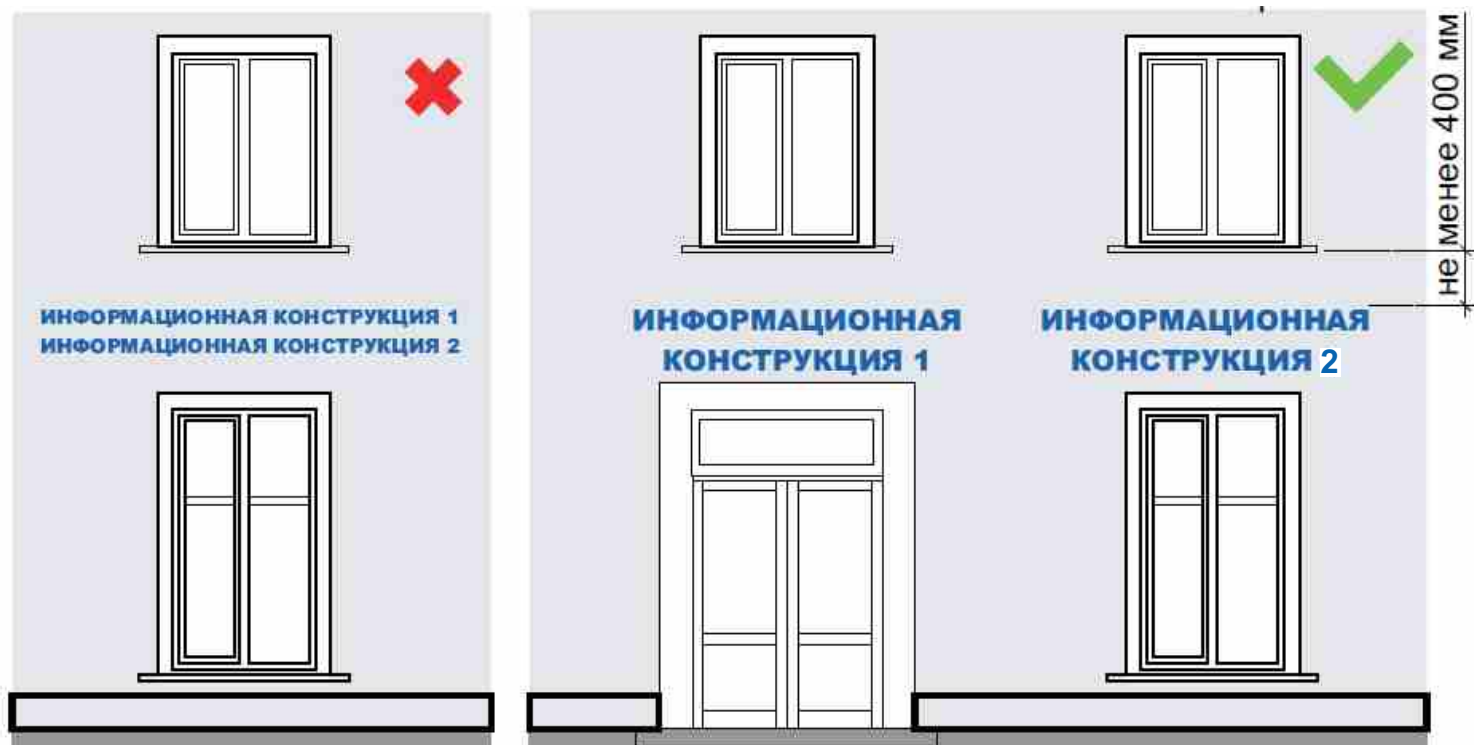 ИНФОРМАЦИОННАЯ КОНСТРУКЦИЯ 1
ИНФОРМАЦИОННАЯ КОНСТРУКЦИЯ 2
ИНФОРМАЦИОННАЯ
КОНСТРУКЦИЯ 1
ИНФОРМАЦИОННАЯ
КОНСТРУКЦИЯ 2
не менее 400 мм